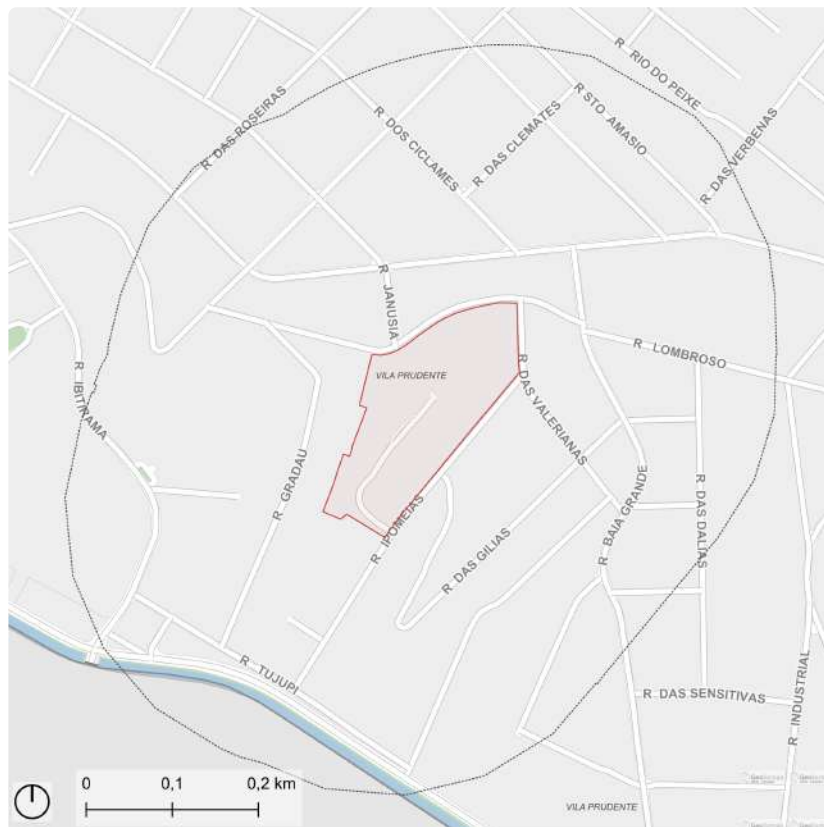 R RIO DO PEIXE
R STO AMASIO
R DAS ROSEIRAS
R DOS CICLAMES
R DAS CLEMATES
R DAS VERBENAS
R JANUSIA
R LOMBROSO
VILA PRUDENTE
R IBITIRAMA
R DAS VALERIANAS
R GRADAU
R IPOMEIAS
R DAS GILIAS
R BAIA GRANDE
R DAS DALIAS
R TUJUPI
R DAS SENSITIVAS
R INDUSTRIAL
0 0,1 0,2 km
VILA PRUDENTE